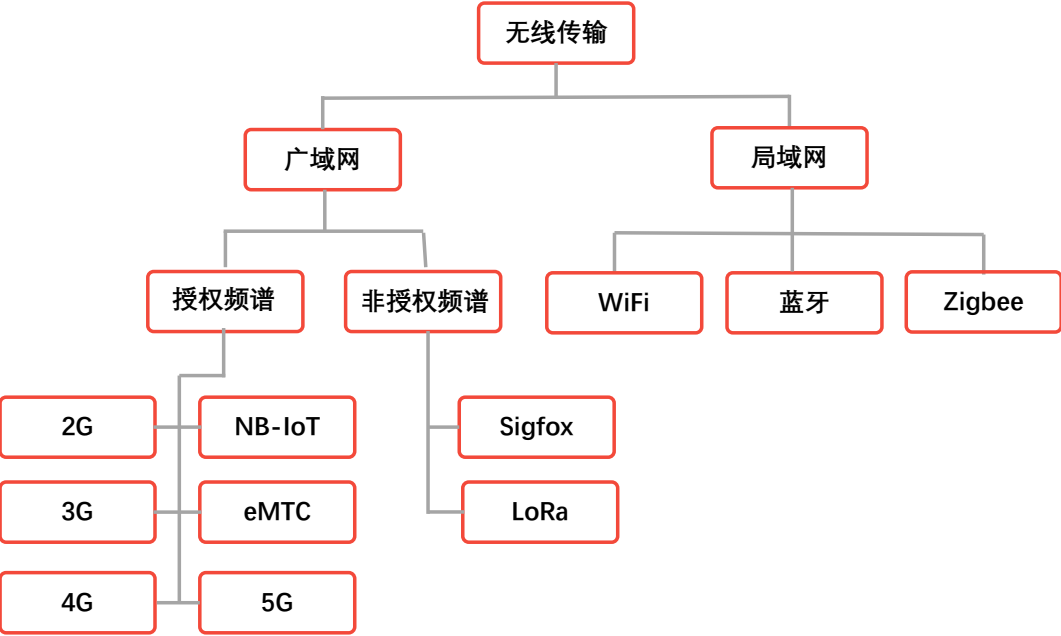 无线传输
广域网
局域网
授权频谱
非授权频谱
WiFi
蓝牙
Zigbee
2G
NB-IoT
Sigfox
3G
eMTC
LoRa
4G
5G